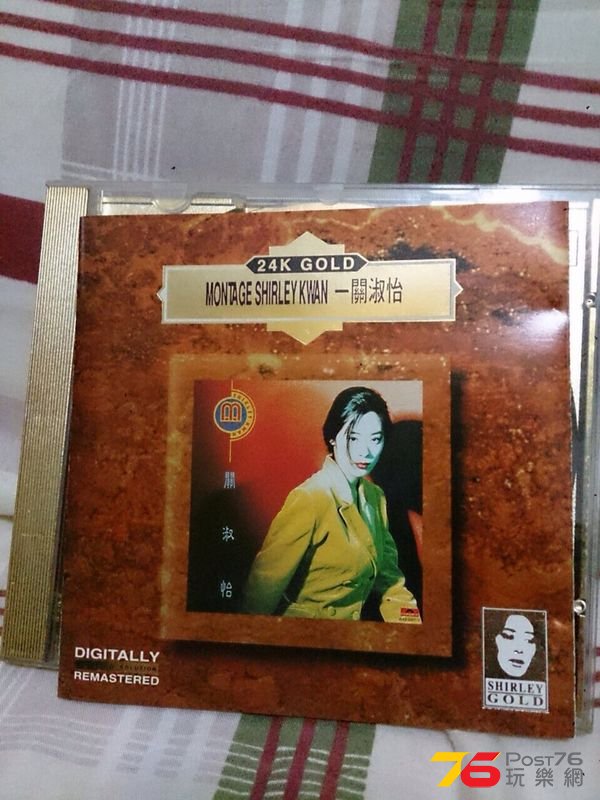 24K GOLD
MONTAGE SHIRLEY KWAN 一關淑怡
關
淑
怡
DIGITALLY
REMASTERED
SHIRLEY
GOLD
76 POST76
玩樂網